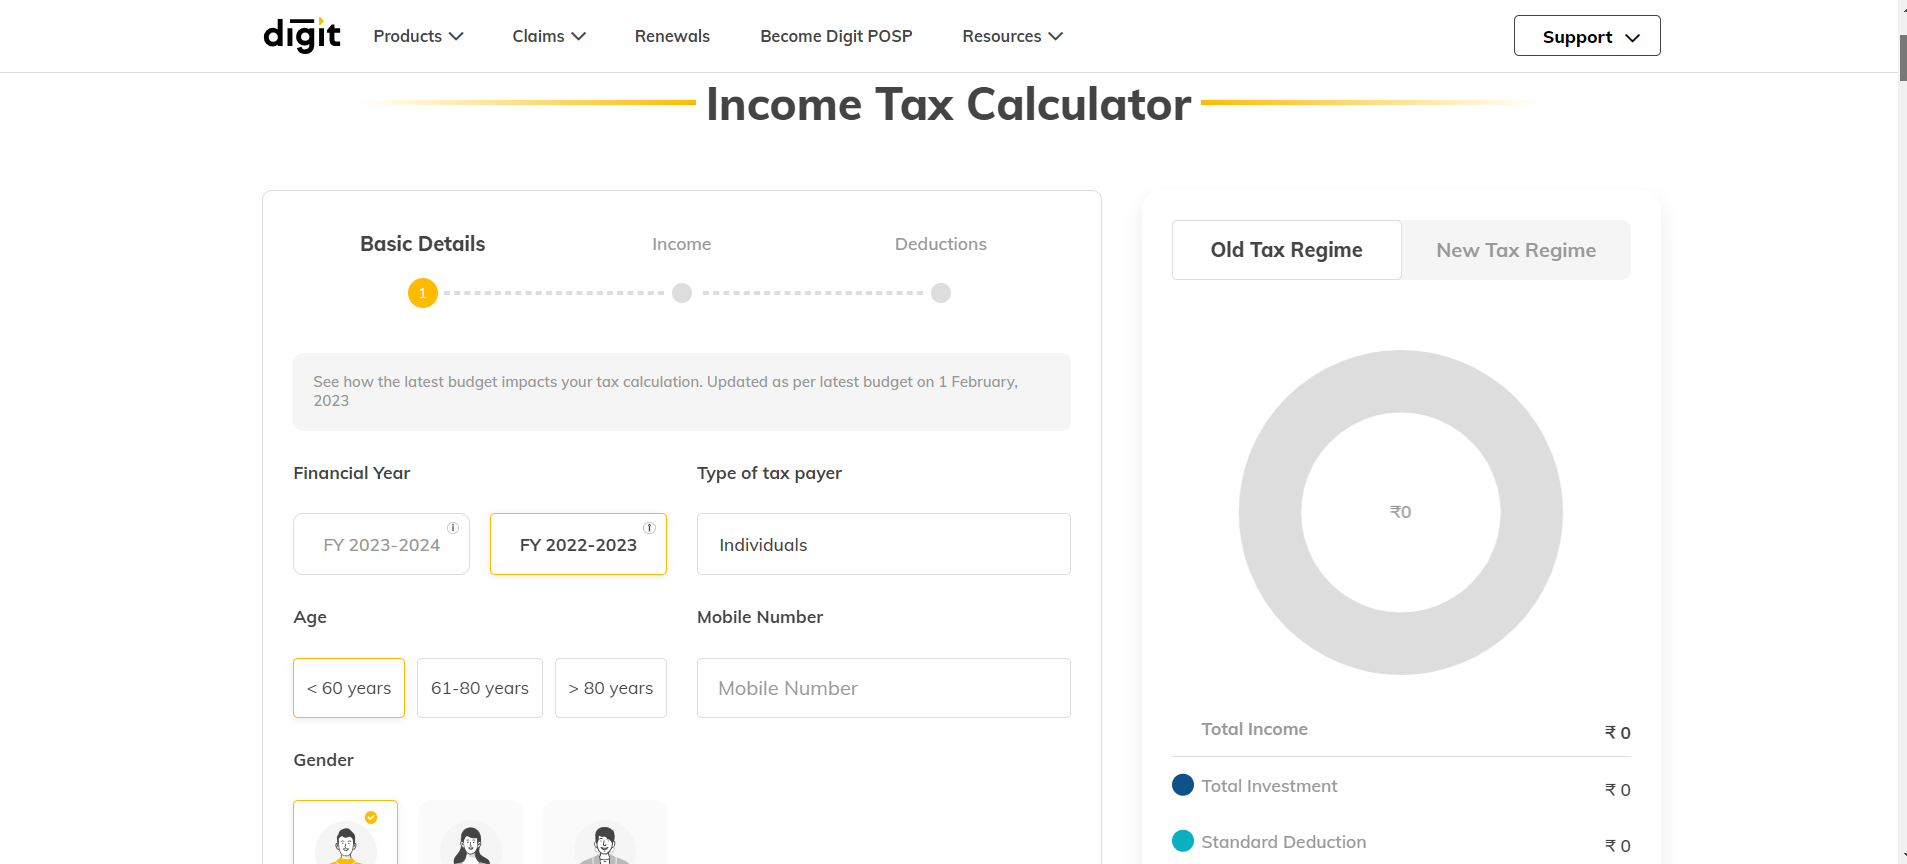 digit
Products
Claims
Renewals
Become Digit POSP
Resources
Support
Income Tax Calculator
Basic Details
Income
Deductions
1
See how the latest budget impacts your tax calculation. Updated as per latest budget on 1 February,
2023
Financial Year
Type of tax payer
FY 2023-2024
FY 2022-2023
Individuals
Age
Mobile Number
< 60 years
61-80 years
> 80 years
Mobile Number
Gender
Old Tax Regime
New Tax Regime
₹0
Total Income
₹ 0
Total Investment
₹ 0
Standard Deduction
₹ 0